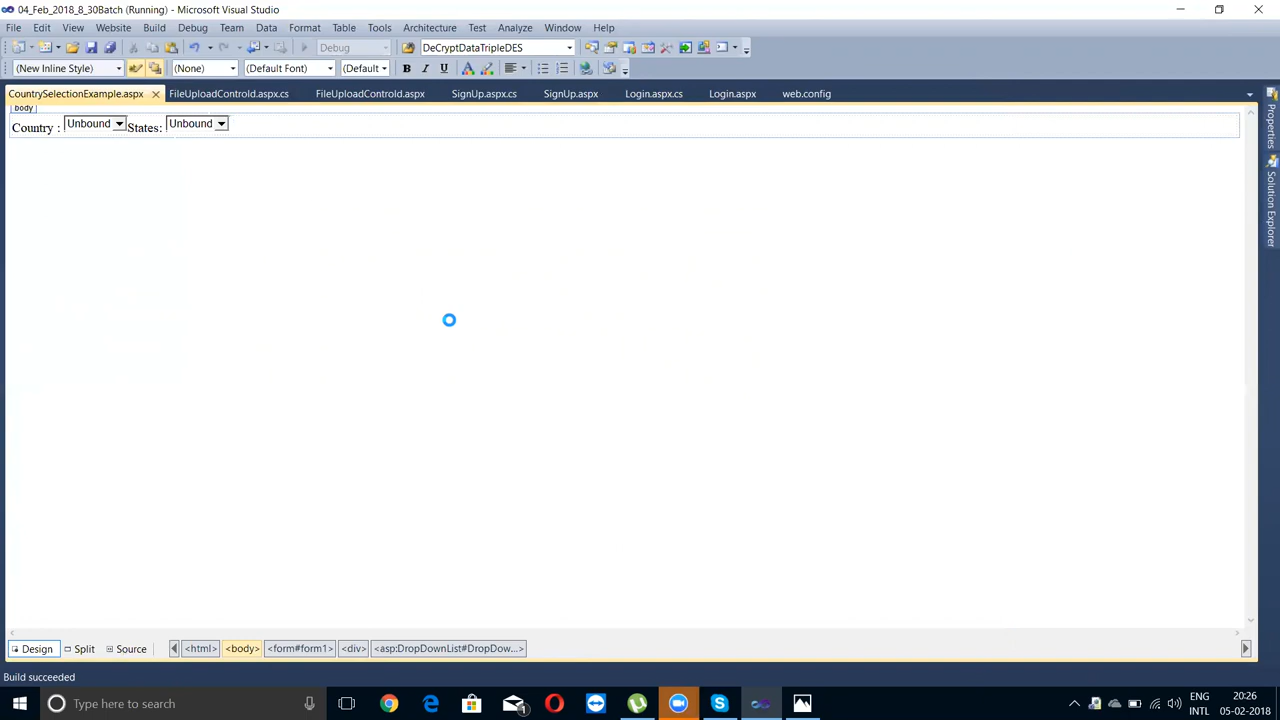 04_Feb_2018_8_30Batch (Running) - Microsoft Visual Studio
File Edit View Website Build Debug Team Format Table Tools Architecture Test Data Analyze Window Help
Debug DeCryptDataTripleDES
(New Inline Style) (None) (Default Font) (Default B I U
CountrySelectionExample.aspx FileUploadControld.aspx.cs FileUploadControld.aspx SignUp.aspx.cs SignUp.aspx Login.aspx.cs Login.aspx web.config
body
Country : Unbound States: Unbound
Properties
Solution Explorer
Design Split Source <html> <body> <form#form1> <div> <asp:DropDownList#DropDow...>
Build succeeded
Type here to search 1 ENG 20:26
INTL 05-02-2018